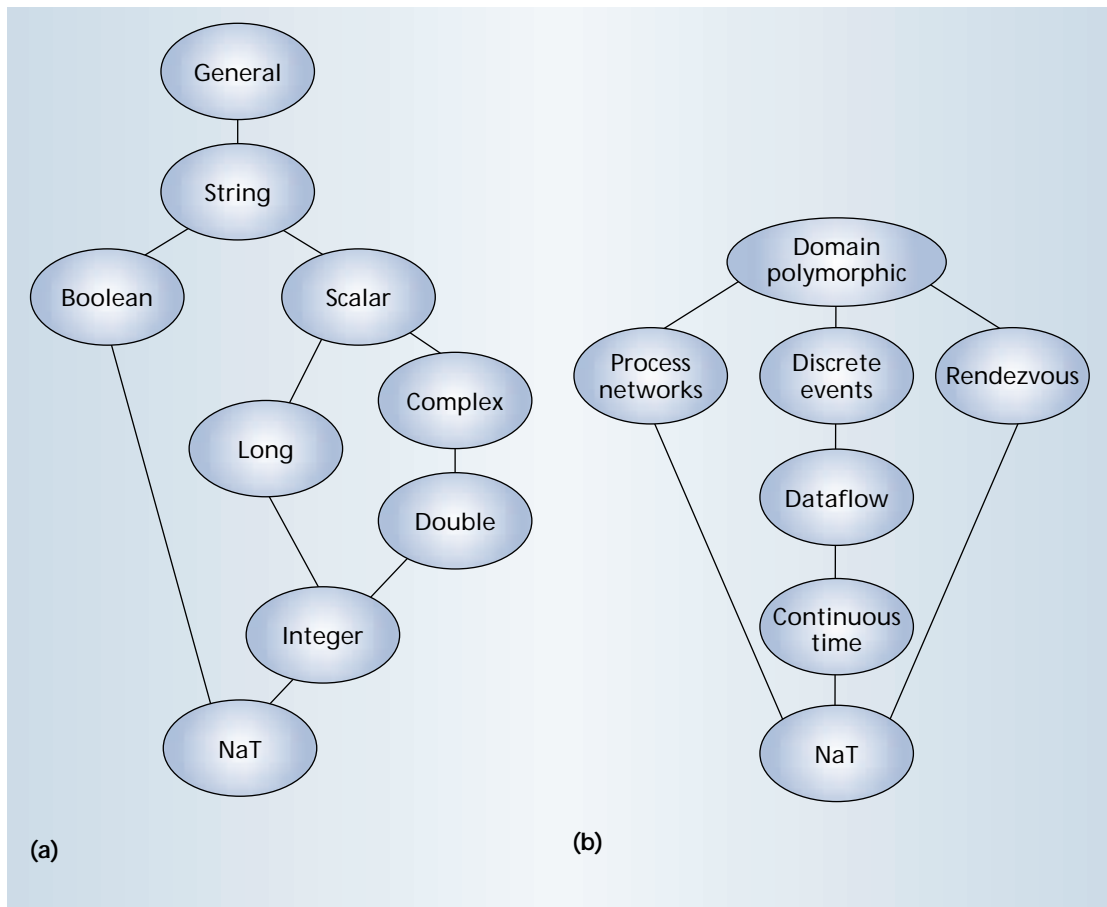 General
String
Boolean
Scalar
Complex
Long
Double
Integer
NaT
(a)
Domain
polymorphic
Process
networks
Discrete
events
Rendezvous
Dataflow
Continuous
time
NaT
(b)